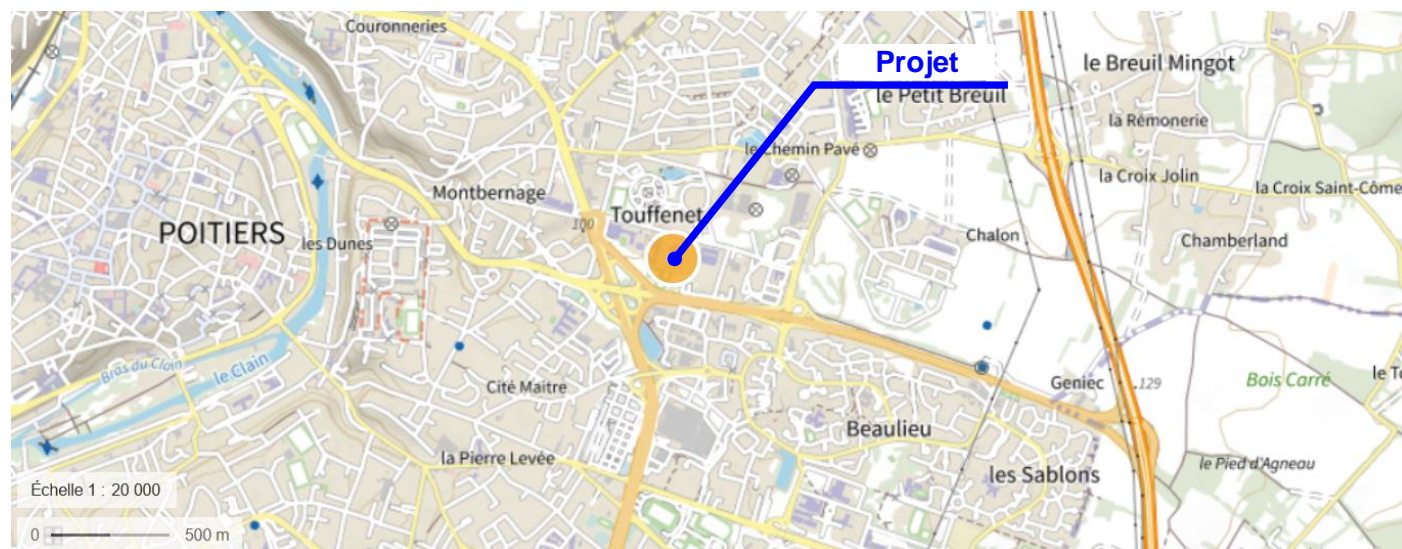 Couronneries
Projet
le Breuil Mingot
le Petit Breuil
la Rémonerie
le Chemin Pavé
la Croix Jolin
la Croix Saint-Côme
Montbernage
Touffenet
100
POITIERS
les Dunes
Chalon
Chamberland
Bras du Clain
le Clain
Cité Maitre
Geniec
129
Bois Carré
le T
Beaulieu
la Pierre Levée
les Sablons
le Pied d'Agneau
Échelle 1 : 20 000
0
500 m